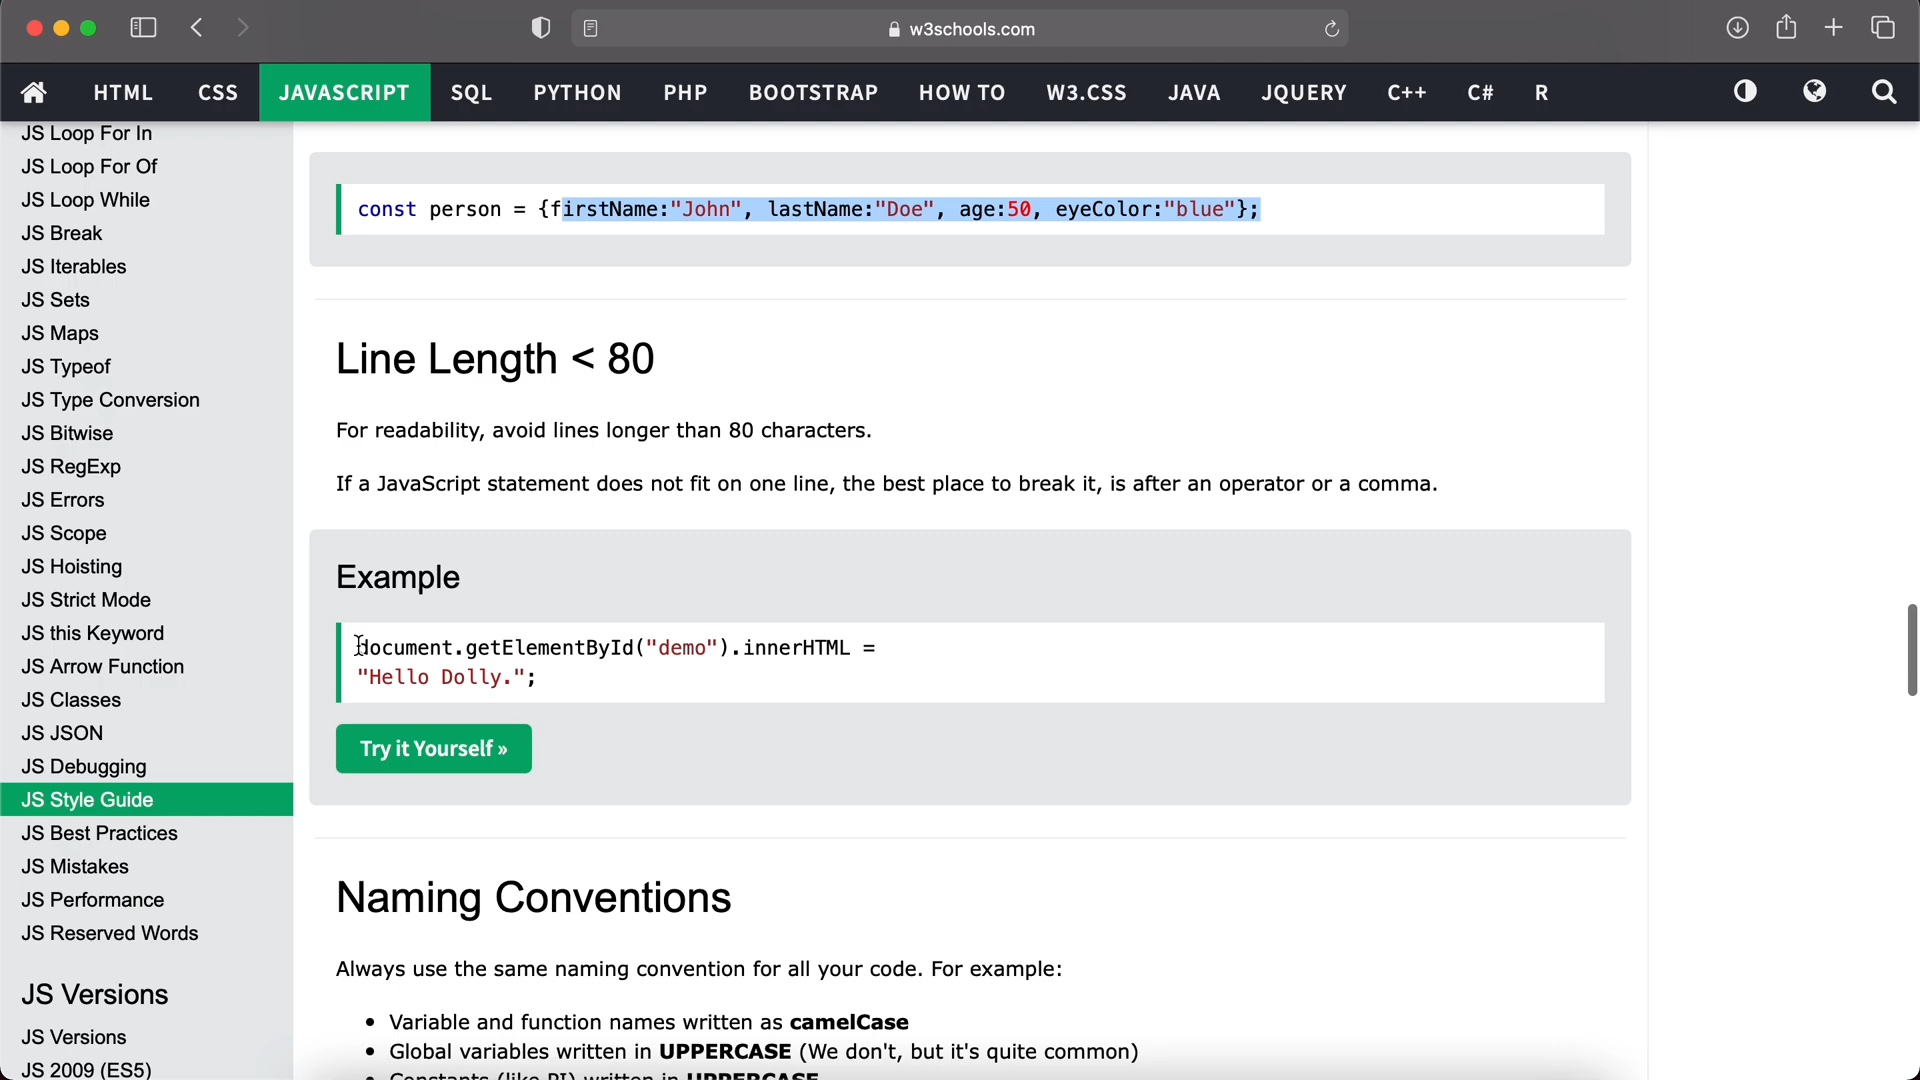 w3schools.com
HTML CSS JAVASCRIPT SQL PYTHON PHP BOOTSTRAP HOW TO W3.CSS JAVA JQUERY C++ C# R
JS Loop For In
JS Loop For Of
JS Loop While
JS Break
JS Iterables
JS Sets
JS Maps
JS Typeof
JS Type Conversion
JS Bitwise
JS RegExp
JS Errors
JS Scope
JS Hoisting
JS Strict Mode
JS this Keyword
JS Arrow Function
JS Classes
JS JSON
JS Debugging
JS Style Guide
JS Best Practices
JS Mistakes
JS Performance
JS Reserved Words
JS Versions
JS Versions
JS 2009 (ES5)
const person = {firstName:"John", lastName:"Doe", age:50, eyeColor:"blue"};
Line Length < 80
For readability, avoid lines longer than 80 characters.
If a JavaScript statement does not fit on one line, the best place to break it, is after an operator or a comma.
Example
document.getElementById("demo").innerHTML =
"Hello Dolly.";
Try it Yourself »
Naming Conventions
Always use the same naming convention for all your code. For example:
• Variable and function names written as camelCase
• Global variables written in UPPERCASE (We don't, but it's quite common)
• Constants (like PI) written in UPPERCASE